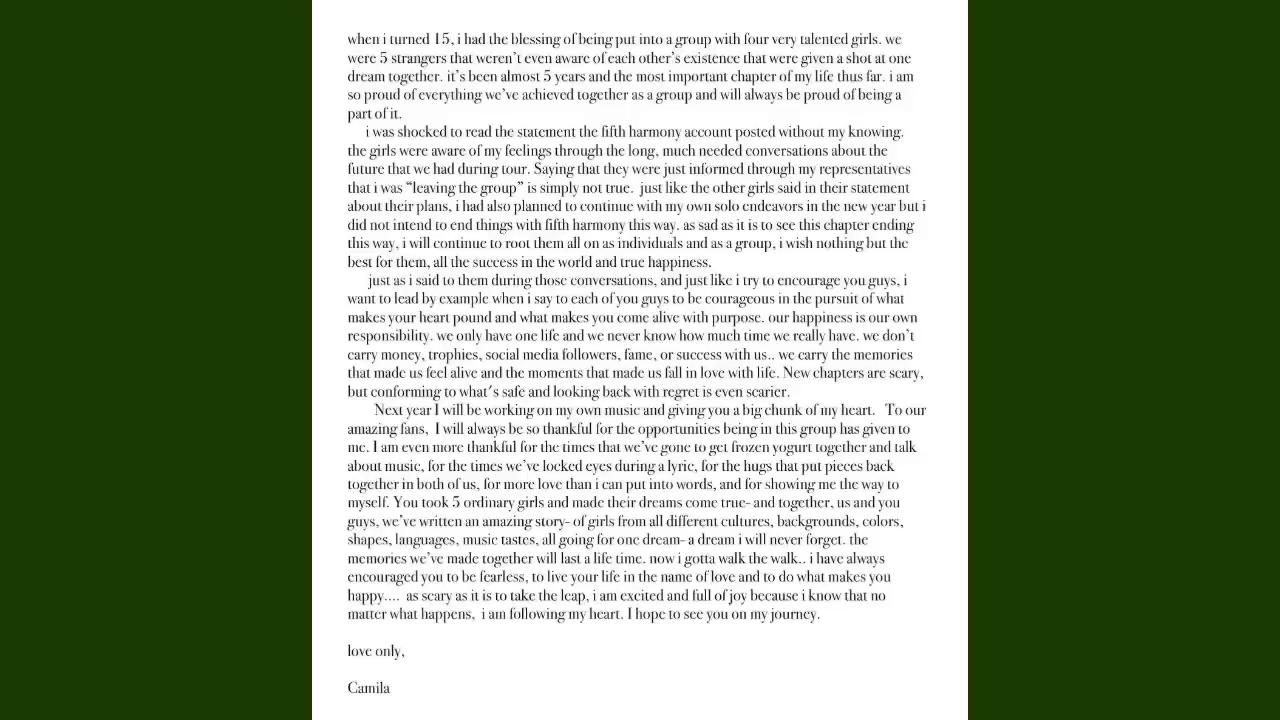 when i turned 15, i had the blessing of being put into a group with four very talented girls. we
were 5 strangers that weren't even aware of each other's existence that were given a shot at one
dream together. it's been almost 5 years and the most important chapter of my life thus far. i am
so proud of everything we've achieved together as a group and will always be proud of being a
part of it.
i was shocked to read the statement the fifth harmony account posted without my knowing.
the girls were aware of my feelings through the long, much needed conversations about the
future that we had during tour. Saying that they were just informed through my representatives
that i was “leaving the group” is simply not true. just like the other girls said in their statement
about their plans, i had also planned to continue with my own solo endeavors in the new year but i
did not intend to end things with fifth harmony this way. as sad as it is to see this chapter ending
this way, i will continue to root them all on as individuals and as a group, i wish nothing but the
best for them, all the success in the world and true happiness.
just as i said to them during those conversations, and just like i try to encourage you guys, i
want to lead by example when i say to each of you guys to be courageous in the pursuit of what
makes your heart pound and what makes you come alive with purpose. our happiness is our own
responsibility. we only have one life and we never know how much time we really have. we don't
carry money, trophies, social media followers, fame, or success with us.. we carry the memories
that made us feel alive and the moments that made us fall in love with life. New chapters are scary,
but conforming to what's safe and looking back with regret is even scarier.
Next year I will be working on my own music and giving you a big chunk of my heart. To our
amazing fans, I will always be so thankful for the opportunities being in this group has given to
me. I am even more thankful for the times that we've gone to get frozen yogurt together and talk
about music, for the times we've locked eyes during a lyric, for the hugs that put pieces back
together in both of us, for more love than i can put into words, and for showing me the way to
myself. You took 5 ordinary girls and made their dreams come true- and together, us and you
guys, we've written an amazing story- of girls from all different cultures, backgrounds, colors,
shapes, languages, music tastes, all going for one dream- a dream i will never forget. the
memories we've made together will last a life time. now i gotta walk the walk.. i have always
encouraged you to be fearless, to live your life in the name of love and to do what makes you
happy.... as scary as it is to take the leap, i am excited and full of joy because i know that no
matter what happens, i am following my heart. I hope to see you on my journey.
love only,
Camila